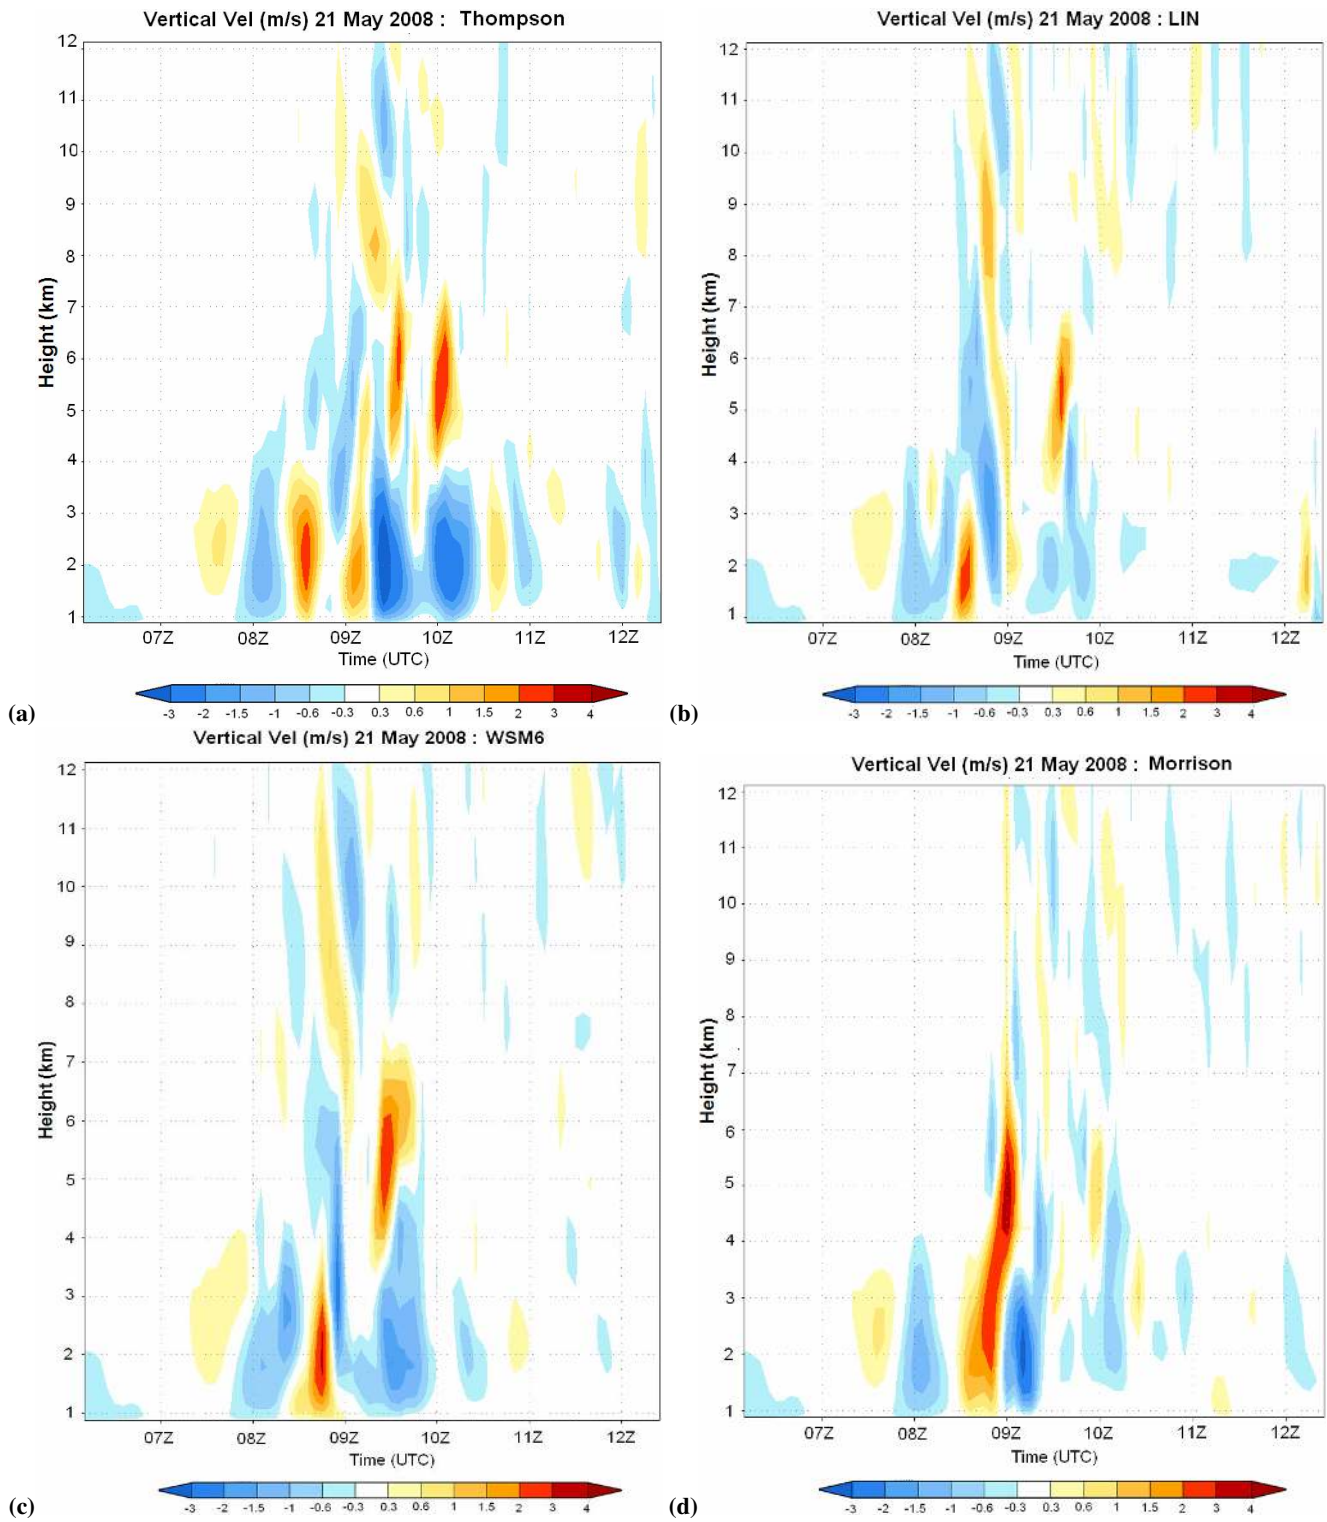 Vertical Vel (m/s) 21 May 2008 : Thompson
12
11
10
9
8
7
6
5
4
3
2
1
Height (km)
07Z 08Z 09Z 10Z 11Z 12Z
Time (UTC)
-3 -2 -1.5 -1 -0.6 -0.3 0.3 0.6 1 1.5 2 3 4
(a)
Vertical Vel (m/s) 21 May 2008 : LIN
12
11
10
9
8
7
6
5
4
3
2
1
Height (km)
07Z 08Z 09Z 10Z 11Z 12Z
Time (UTC)
-3 -2 -1.5 -1 -0.6 -0.3 0.3 0.6 1 1.5 2 3 4
(b)
Vertical Vel (m/s) 21 May 2008 : WSM6
12
11
10
9
8
7
6
5
4
3
2
1
Height (km)
07Z 08Z 09Z 10Z 11Z 12Z
Time (UTC)
-3 -2 -1.5 -1 -0.6 -0.3 0.3 0.6 1 1.5 2 3 4
(c)
Vertical Vel (m/s) 21 May 2008 : Morrison
12
11
10
9
8
7
6
5
4
3
2
1
Height (km)
07Z 08Z 09Z 10Z 11Z 12Z
Time (UTC)
-3 -2 -1.5 -1 -0.6 -0.3 0.3 0.6 1 1.5 2 3 4
(d)